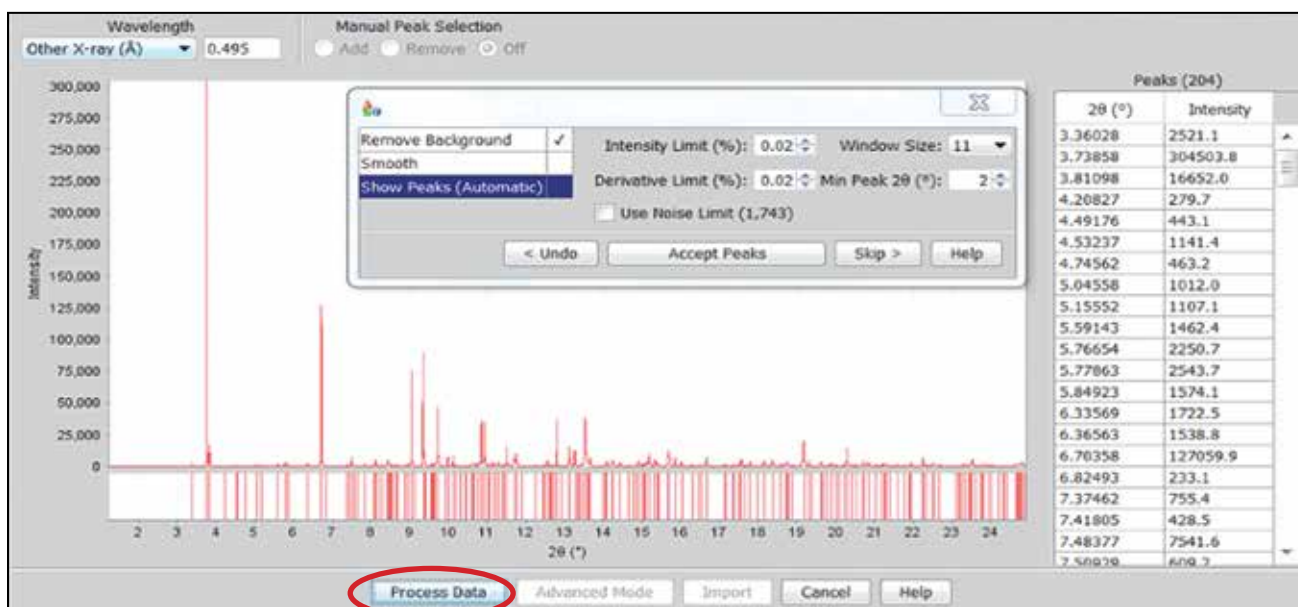 Wavelength
Manual Peak Selection
Other X-ray (Å) 0.495 Add Remove Off
Peaks (204)
2θ (°) Intensity
3.36028 2521.1
3.73858 304503.8
3.81098 16652.0
4.20827 279.7
4.49176 443.1
4.53237 1141.4
4.74562 463.2
5.04558 1012.0
5.15552 1107.1
5.59143 1462.4
5.76654 2250.7
5.77863 2543.7
5.84923 1574.1
6.33569 1722.5
6.36563 1538.8
6.70358 127059.9
6.82493 233.1
7.37462 755.4
7.41805 428.5
7.48377 7541.6
7.50929 609.2
Remove Background ✓
Smooth
Show Peaks (Automatic)
Intensity Limit (%): 0.02 Window Size: 11
Derivative Limit (%): 0.02 Min Peak 2θ (°): 2
Use Noise Limit (1,743)
< Undo Accept Peaks Skip > Help
Intensity
300,000
275,000
250,000
225,000
200,000
175,000
150,000
125,000
100,000
75,000
50,000
25,000
0
2 3 4 5 6 7 8 9 10 11 12 13 14 15 16 17 18 19 20 21 22 23 24
2θ (°)
Process Data Advanced Mode Import Cancel Help